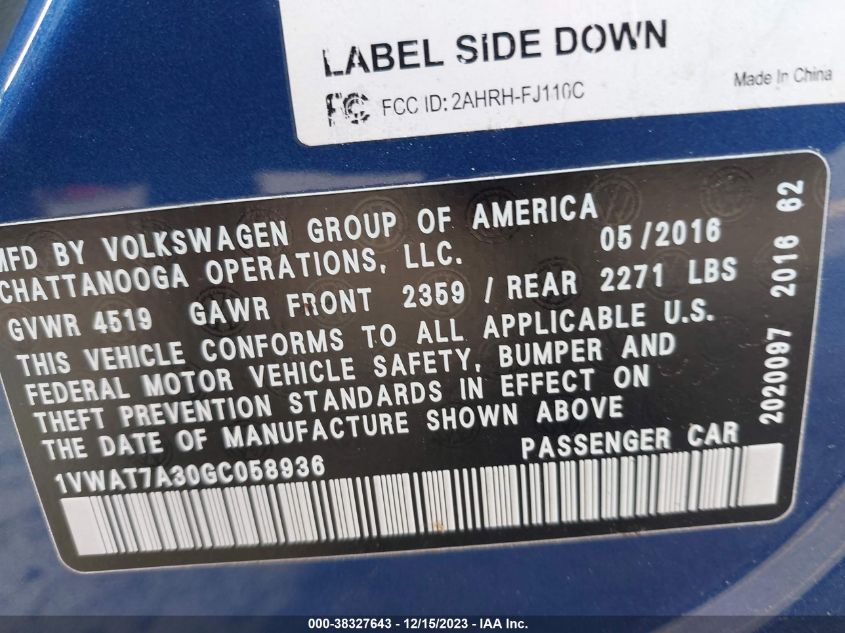 LABEL SIDE DOWN
FC FCC ID: 2AHRH-FJ110C
Made in China
MFD BY VOLKSWAGEN GROUP OF AMERICA
CHATTANOOGA OPERATIONS, LLC.
05/2016
GVWR 4519 GAWR FRONT 2359 / REAR 2271 LBS
THIS VEHICLE CONFORMS TO ALL APPLICABLE U.S.
FEDERAL MOTOR VEHICLE SAFETY, BUMPER AND
THEFT PREVENTION STANDARDS IN EFFECT ON
THE DATE OF MANUFACTURE SHOWN ABOVE
1VWAT7A30GC058936
PASSENGER CAR
2020097 2016 62
000-38327643 - 12/15/2023 - IAA Inc.